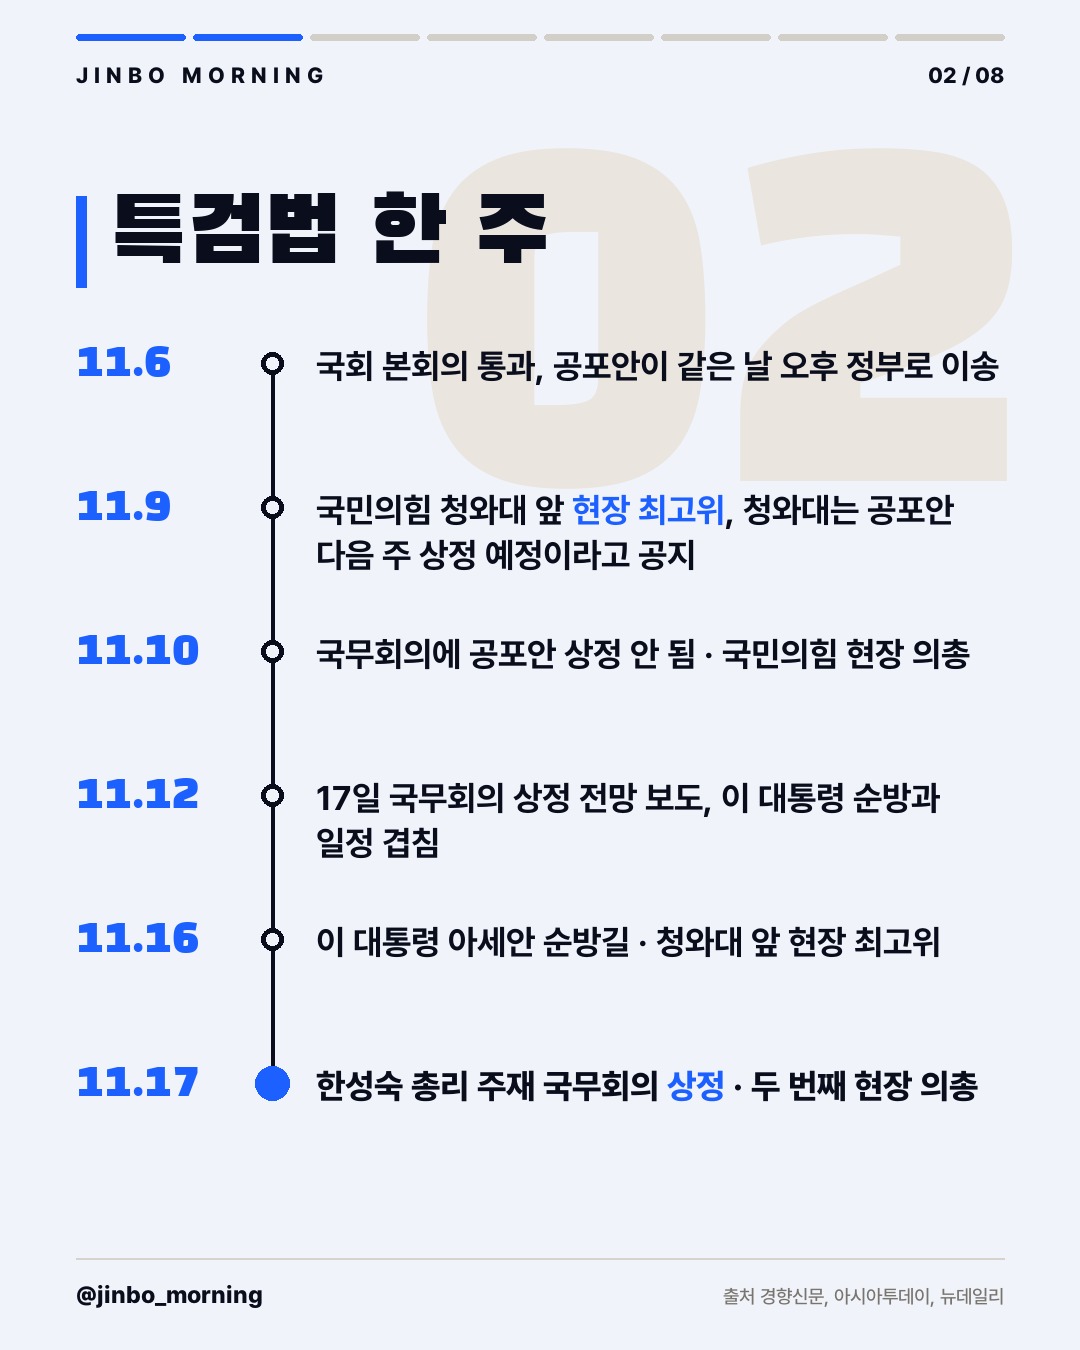 JINBO MORNING
02 / 08
02
특검법 한 주
11.6
국회 본회의 통과, 공포안이 같은 날 오후 정부로 이송
11.9
국민의힘 청와대 앞 현장 최고위, 청와대는 공포안
다음 주 상정 예정이라고 공지
11.10
국무회의에 공포안 상정 안 됨 · 국민의힘 현장 의총
11.12
17일 국무회의 상정 전망 보도, 이 대통령 순방과
일정 겹침
11.16
이 대통령 아세안 순방길 · 청와대 앞 현장 최고위
11.17
한성숙 총리 주재 국무회의 상정 · 두 번째 현장 의총
@jinbo_morning
출처 경향신문, 아시아투데이, 뉴데일리